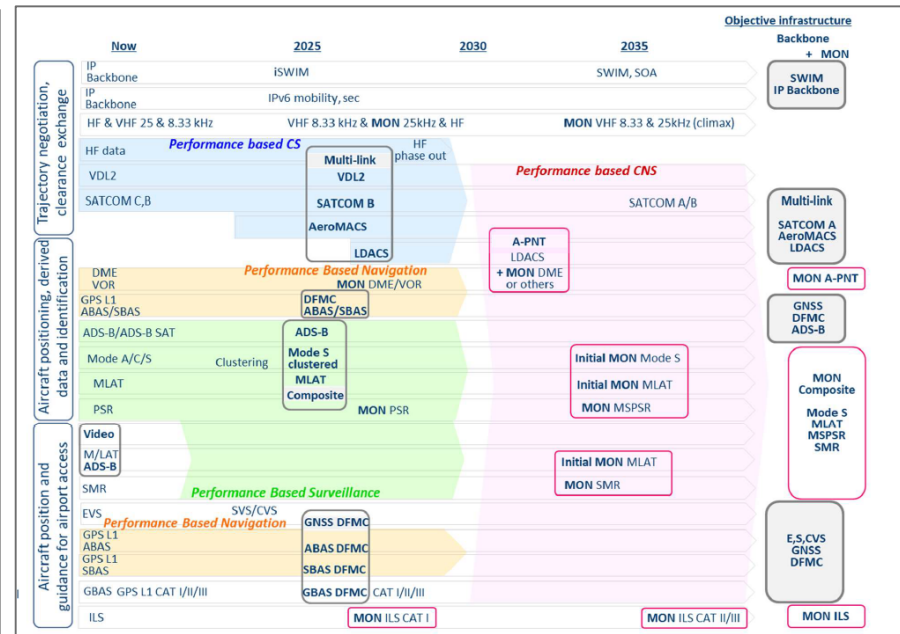 Objective infrastructure
Now 2025 2030 2035 Backbone
+ MON
Trajectory negotiation,
clearance exchange
IP
Backbone
iSWIM
SWIM, SOA
SWIM
IP Backbone
IP
Backbone
IPv6 mobility, sec
HF & VHF 25 & 8.33 kHz
VHF 8.33 kHz & MON 25kHz & HF
MON VHF 8.33 & 25kHz (climax)
Performance based CS
HF data
HF
phase out
Multi-link
VDL2
VDL2
Performance based CNS
SATCOM C,B
SATCOM B
SATCOM A/B
AeroMACS
LDACS
Multi-link
SATCOM A
AeroMACS
LDACS
Aircraft positioning, derived
data and identification
A-PNT
LDACS
+ MON DME
or others
Performance Based Navigation
DME
VOR
MON DME/VOR
MON A-PNT
GPS L1
ABAS/SBAS
DFMC
ABAS/SBAS
GNSS
DFMC
ADS-B
ADS-B/ADS-B SAT
ADS-B
Mode A/C/S
Clustering
Mode S
clustered
Initial MON Mode S
MLAT
MLAT
Initial MON MLAT
Composite
PSR
MON PSR
MON MSPSR
MON
Composite
Mode S
MLAT
MSPSR
SMR
Aircraft position and
guidance for airport access
Video
M/LAT
ADS-B
Initial MON MLAT
SMR
MON SMR
Performance Based Surveillance
EVS
SVS/CVS
Performance Based Navigation
GNSS DFMC
GPS L1
ABAS
ABAS DFMC
GPS L1
SBAS
SBAS DFMC
GBAS GPS L1 CAT I/II/III
GBAS DFMC CAT I/II/III
E,S,CVS
GNSS
DFMC
ILS
MON ILS CAT I
MON ILS CAT II/III
MON ILS